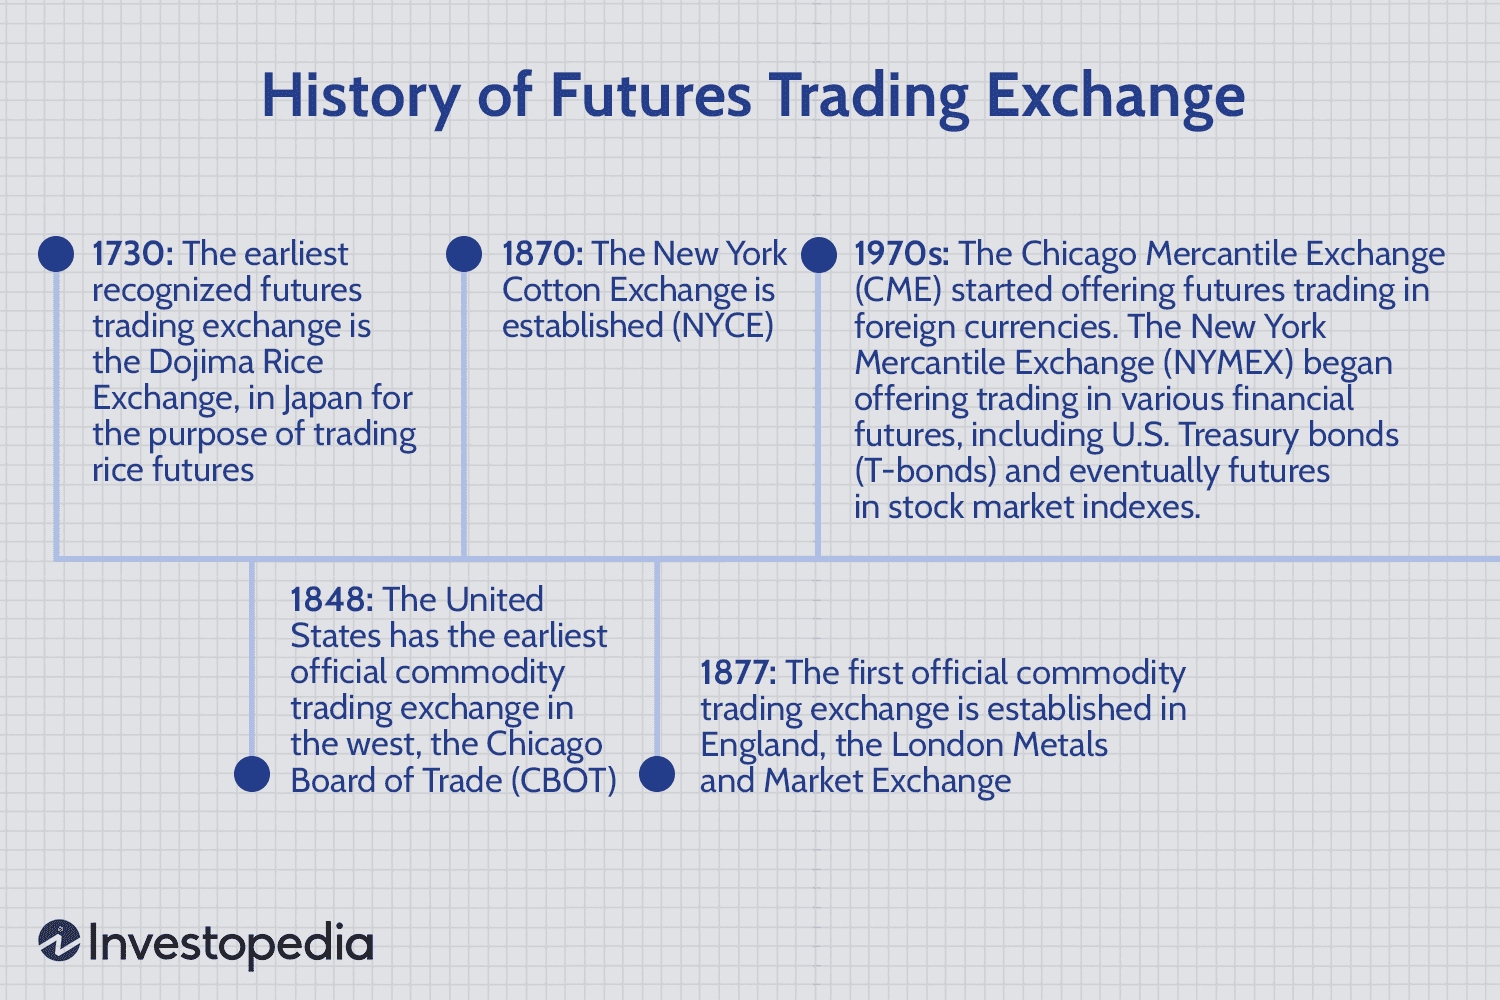 History of Futures Trading Exchange
1730: The earliest
recognized futures
trading exchange is
the Dojima Rice
Exchange, in Japan for
the purpose of trading
rice futures
1848: The United
States has the earliest
official commodity
trading exchange in
the west, the Chicago
Board of Trade (CBOT)
1870: The New York
Cotton Exchange is
established (NYCE)
1877: The first official commodity
trading exchange is established in
England, the London Metals
and Market Exchange
1970s: The Chicago Mercantile Exchange
(CME) started offering futures trading in
foreign currencies. The New York
Mercantile Exchange (NYMEX) began
offering trading in various financial
futures, including U.S. Treasury bonds
(T-bonds) and eventually futures
in stock market indexes.
Investopedia